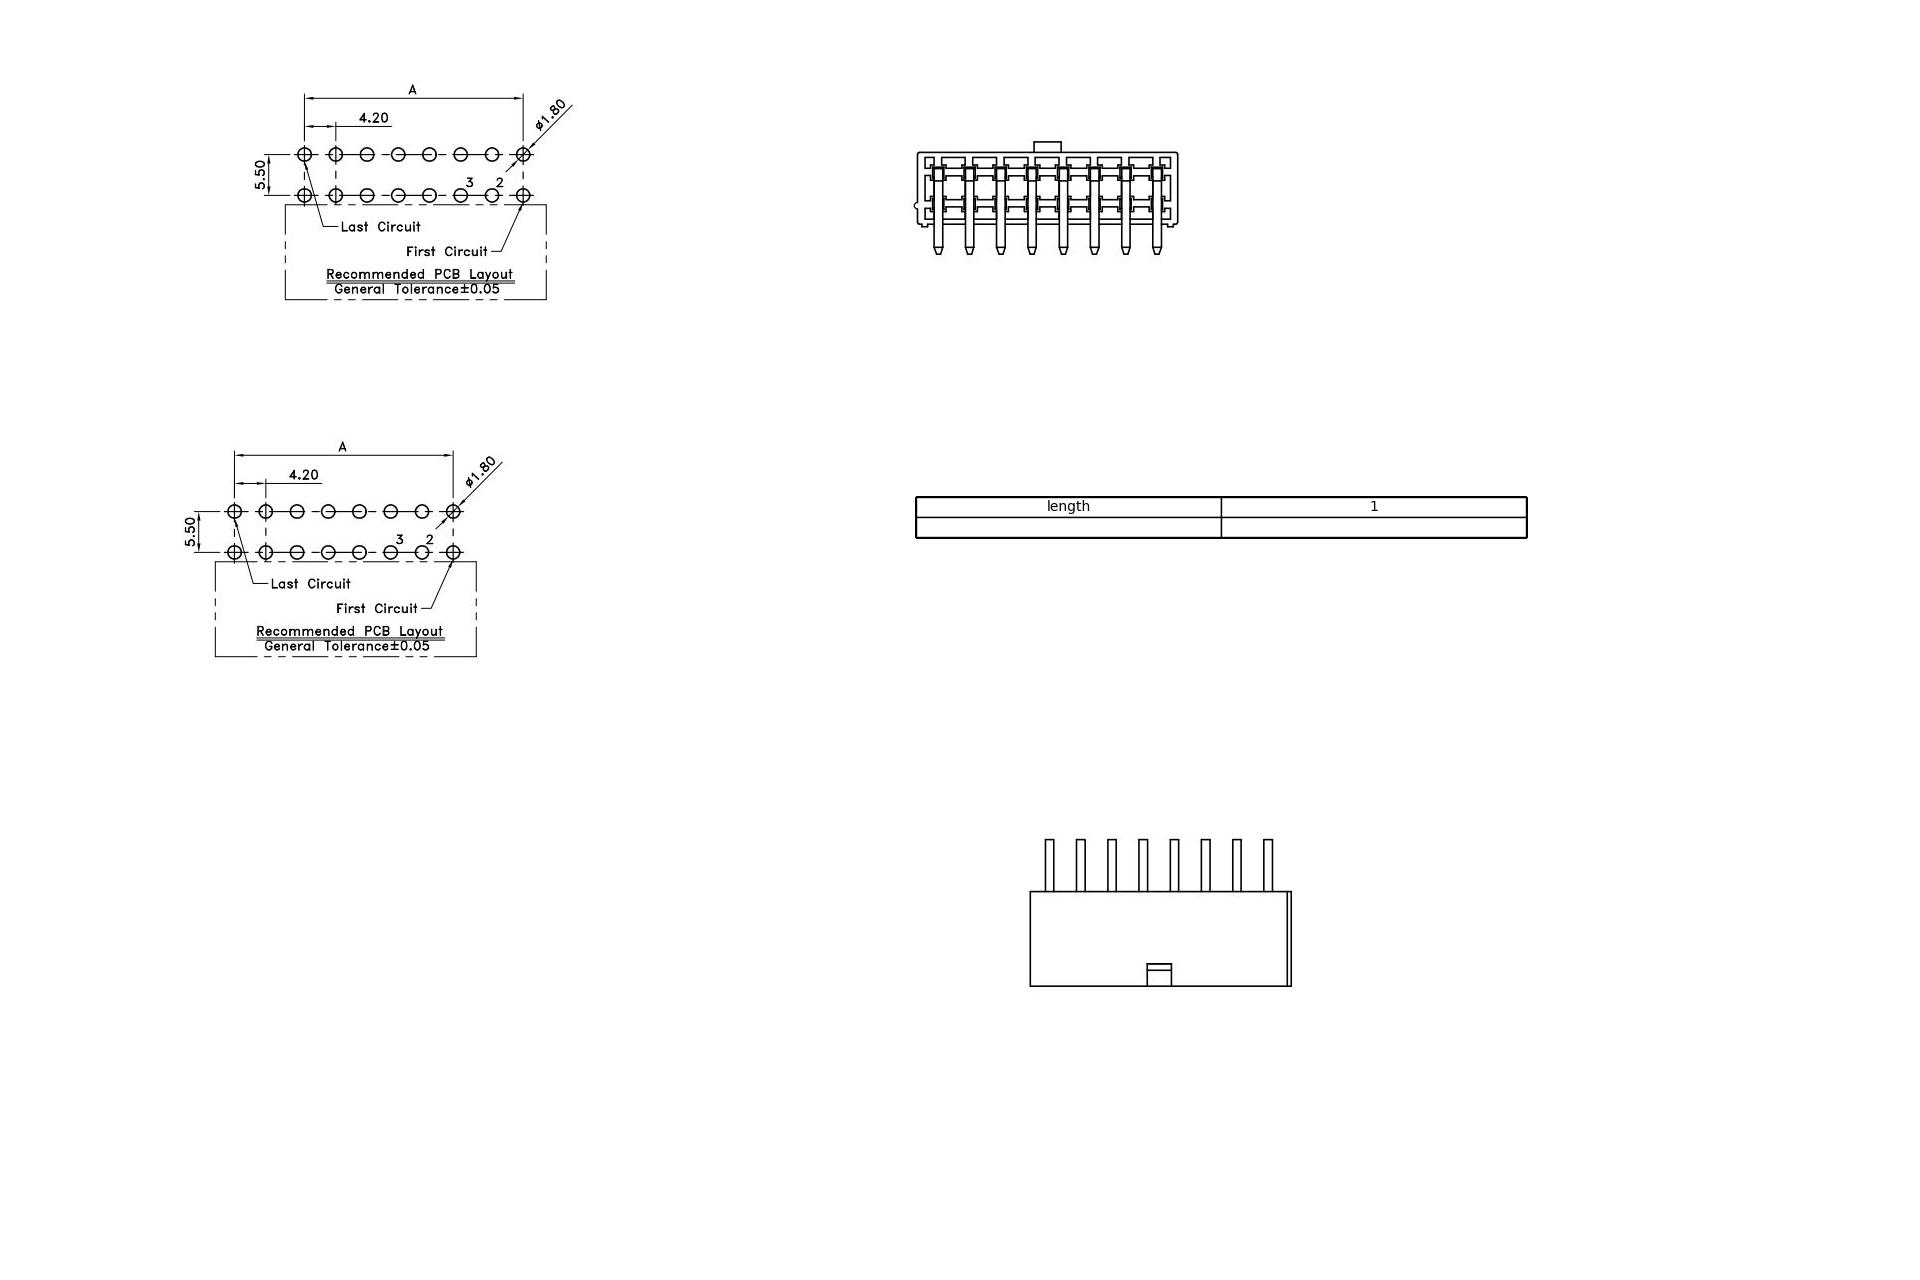 A
4.20
ø1.80
5.50
3 2
Last Circuit
First Circuit
Recommended PCB Layout
General Tolerance±0.05
A
4.20
ø1.80
5.50
3 2
Last Circuit
First Circuit
Recommended PCB Layout
General Tolerance±0.05
length 1